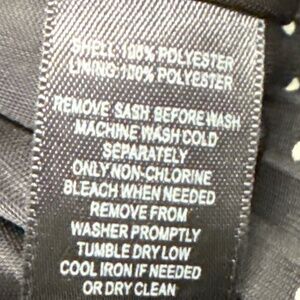 SHELL: 100% POLYESTER
LINING: 100% POLYESTER
REMOVE SASH BEFORE WASH
MACHINE WASH COLD
SEPARATELY
ONLY NON-CHLORINE
BLEACH WHEN NEEDED
REMOVE FROM
WASHER PROMPTLY
TUMBLE DRY LOW
COOL IRON IF NEEDED
OR DRY CLEAN